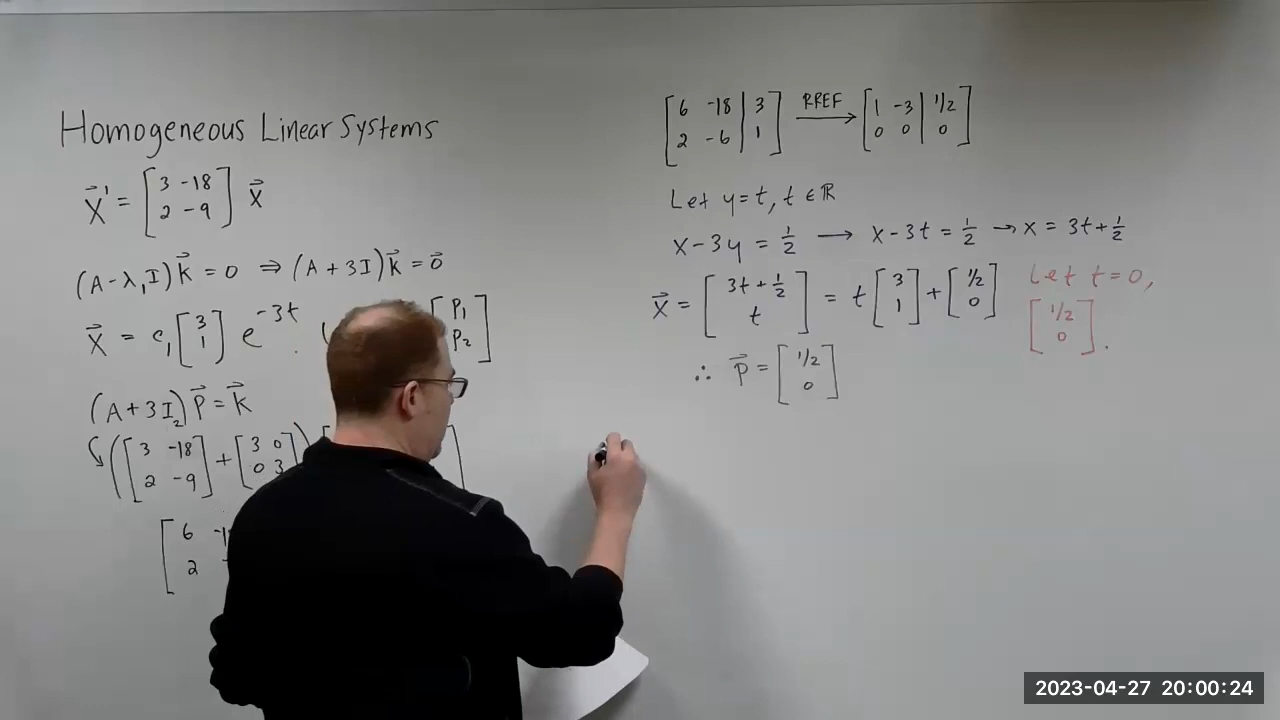 Homogeneous Linear Systems
X⃗' = [3 -18; 2 -9] X⃗
(A-λ₁I)K⃗ = 0 ⇒ (A+3I)K⃗ = 0⃗
X⃗ = c₁ [3; 1] e^{-3t} [P₁; P₂]
(A+3I₂)P⃗ = K⃗
([3 -18; 2 -9] + [3 0; 0 3])
[6
2
[6 -18 | 3; 2 -6 | 1] RREF→ [1 -3 | 1/2; 0 0 | 0]
Let y=t, t∈ℝ
x-3y = 1/2 → x-3t = 1/2 → x = 3t+1/2
X⃗ = [3t+1/2; t] = t [3; 1] + [1/2; 0]
Let t=0,
[1/2; 0].
∴ P⃗ = [1/2; 0]
2023-04-27 20:00:24